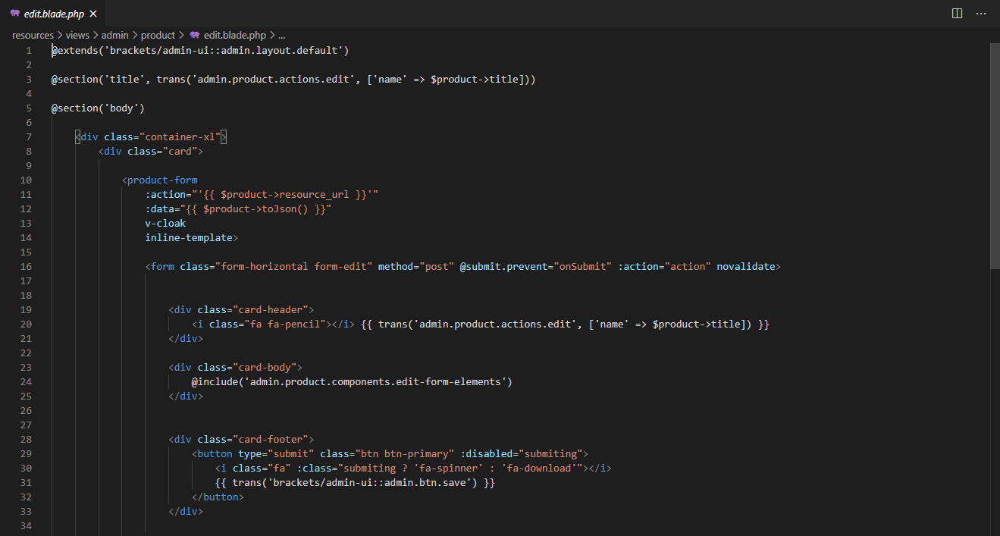 edit.blade.php
resources > views > admin > product > edit.blade.php > ...
1 @extends('brackets/admin-ui::admin.layout.default')
2
3 @section('title', trans('admin.product.actions.edit', ['name' => $product->title]))
4
5 @section('body')
6
7 <div class="container-xl">
8 <div class="card">
9
10 <product-form
11 :action="'{{ $product->resource_url }}'"
12 :data="{{ $product->toJson() }}"
13 v-cloak
14 inline-template>
15
16 <form class="form-horizontal form-edit" method="post" @submit.prevent="onSubmit" :action="action" novalidate>
17
18
19 <div class="card-header">
20 <i class="fa fa-pencil"></i> {{ trans('admin.product.actions.edit', ['name' => $product->title]) }}
21 </div>
22
23 <div class="card-body">
24 @include('admin.product.components.edit-form-elements')
25 </div>
26
27
28 <div class="card-footer">
29 <button type="submit" class="btn btn-primary" :disabled="submiting">
30 <i class="fa" :class="submiting ? 'fa-spinner' : 'fa-download'"></i>
31 {{ trans('brackets/admin-ui::admin.btn.save') }}
32 </button>
33 </div>
34